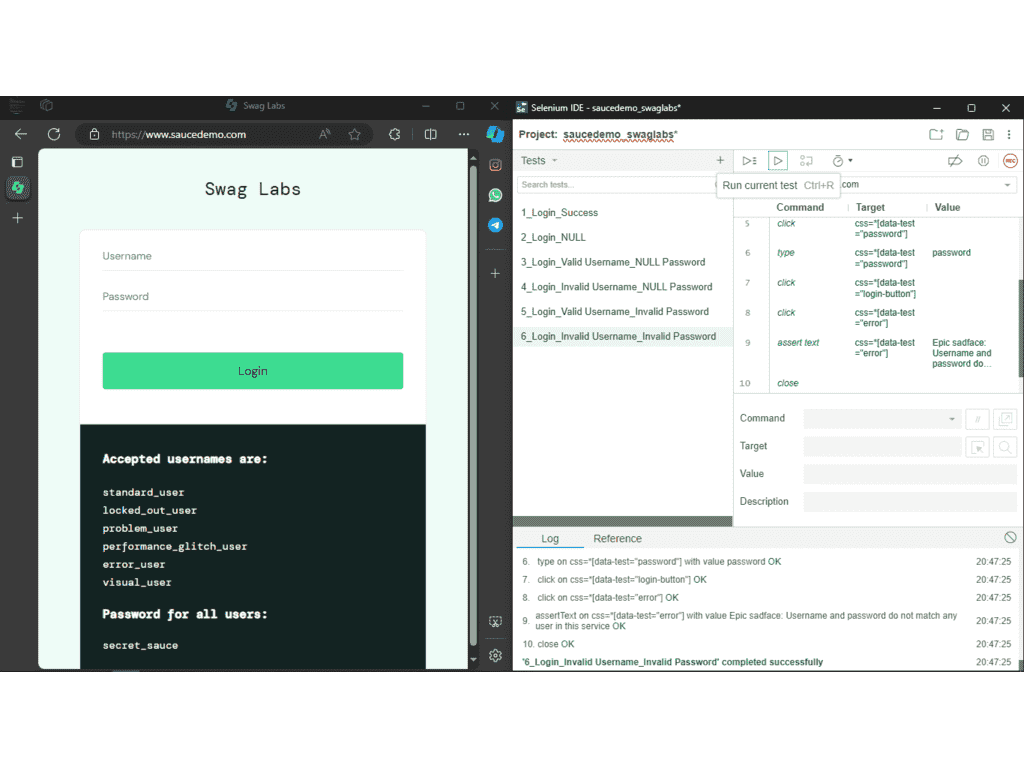 Swag Labs
https://www.saucedemo.com
Swag Labs
Username
Password
Login
Accepted usernames are:
standard_user
locked_out_user
problem_user
performance_glitch_user
error_user
visual_user
Password for all users:
secret_sauce
Selenium IDE - saucedemo_swaglabs*
Project: saucedemo_swaglabs*
Tests
Search tests...
1_Login_Success
2_Login_NULL
3_Login_Valid Username_NULL Password
4_Login_Invalid Username_NULL Password
5_Login_Valid Username_Invalid Password
6_Login_Invalid Username_Invalid Password
REC
Run current test Ctrl+R
.com
Command Target Value
5 click css=*[data-test
="password"]
6 type css=*[data-test password
="password"]
7 click css=*[data-test
="login-button"]
8 click css=*[data-test
="error"]
9 assert text css=*[data-test Epic sadface:
="error"] Username and
password do...
10 close
Command
//
Target
Value
Description
Log Reference
6. type on css=*[data-test="password"] with value password OK 20:47:25
7. click on css=*[data-test="login-button"] OK 20:47:25
8. click on css=*[data-test="error"] OK 20:47:25
9. assertText on css=*[data-test="error"] with value Epic sadface: Username and password do not match any
user in this service OK 20:47:25
10. close OK 20:47:25
'6_Login_Invalid Username_Invalid Password' completed successfully 20:47:25